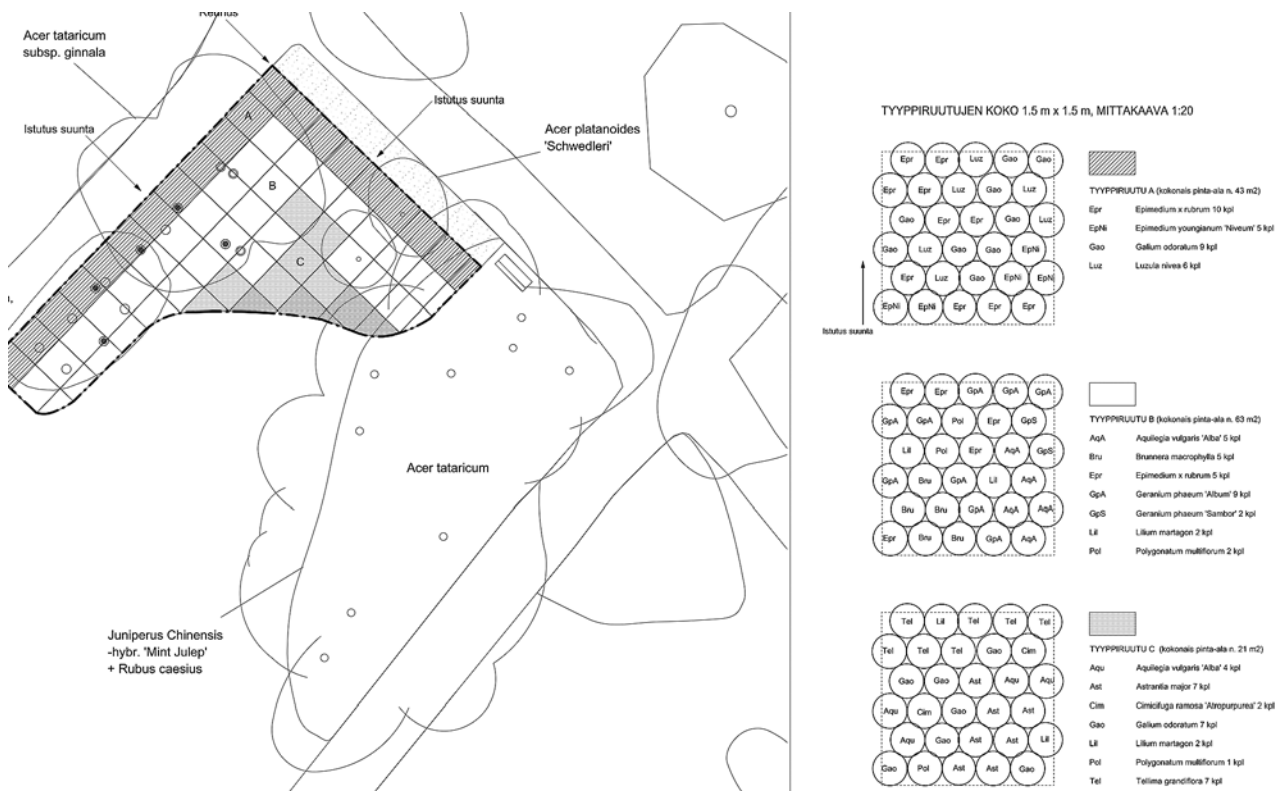 Reunus
Acer tataricum
subsp. ginnala
Istutus suunta
Istutus suunta
Acer platanoides
'Schwedleri'
A
B
C
Acer tataricum
Juniperus Chinensis
-hybr. 'Mint Julep'
+ Rubus caesius
TYYPPIRUUTUJEN KOKO 1.5 m x 1.5 m, MITTAKAAVA 1:20
Epr Epr Luz Gao Gao
Epr Epr Luz Gao Luz
Gao Epr Epr Gao Luz
Gao Luz Gao Gao EpNi
Epr Luz Gao EpNi EpNi
EpNi EpNi Epr Epr Epr
Istutus suunta
TYYPPIRUUTU A (kokonais pinta-ala n. 43 m2)
Epr Epimedium x rubrum 10 kpl
EpNi Epimedium youngianum 'Niveum' 5 kpl
Gao Galium odoratum 9 kpl
Luz Luzula nivea 6 kpl
Epr Epr GpA GpA GpA
GpA GpA Pol Epr GpS
Lil Pol Epr AqA GpS
GpA Bru GpA Lil AqA
Bru Bru GpA AqA AqA
Epr Bru Bru GpA AqA
TYYPPIRUUTU B (kokonais pinta-ala n. 63 m2)
AqA Aquilegia vulgaris 'Alba' 5 kpl
Bru Brunnera macrophylla 5 kpl
Epr Epimedium x rubrum 5 kpl
GpA Geranium phaeum 'Album' 9 kpl
GpS Geranium phaeum 'Sambor' 2 kpl
Lil Lilium martagon 2 kpl
Pol Polygonatum multiflorum 2 kpl
Tel Lil Tel Tel Tel
Tel Tel Tel Gao Cim
Gao Gao Ast Aqu Aqu
Aqu Cim Gao Ast Ast
Aqu Gao Ast Ast Lil
Gao Pol Ast Ast Gao
TYYPPIRUUTU C (kokonais pinta-ala n. 21 m2)
Aqu Aquilegia vulgaris 'Alba' 4 kpl
Ast Astrantia major 7 kpl
Cim Cimicifuga ramosa 'Atropurpurea' 2 kpl
Gao Galium odoratum 7 kpl
Lil Lilium martagon 2 kpl
Pol Polygonatum multiflorum 1 kpl
Tel Tellima grandiflora 7 kpl